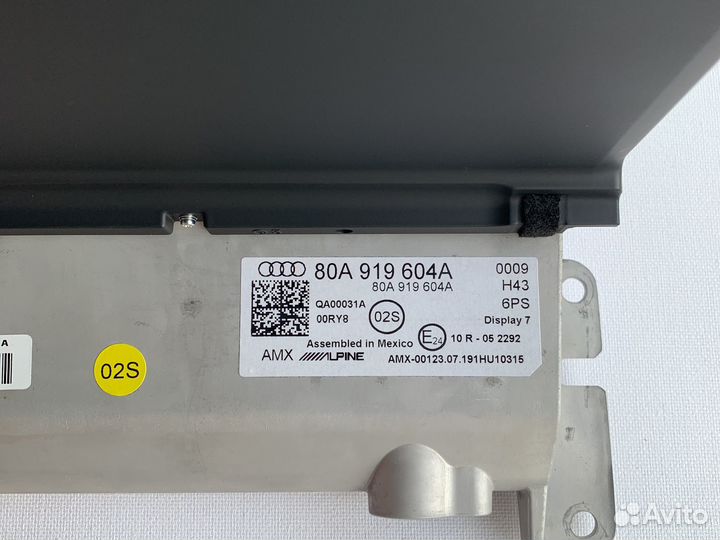 80A 919 604A 0009
80A 919 604A H43
QA00031A 6PS
00RY8 02S Display 7
Assembled in Mexico E24 10 R - 05 2292
AMX ALPINE AMX-00123.07.191HU10315
A
02S
Avito